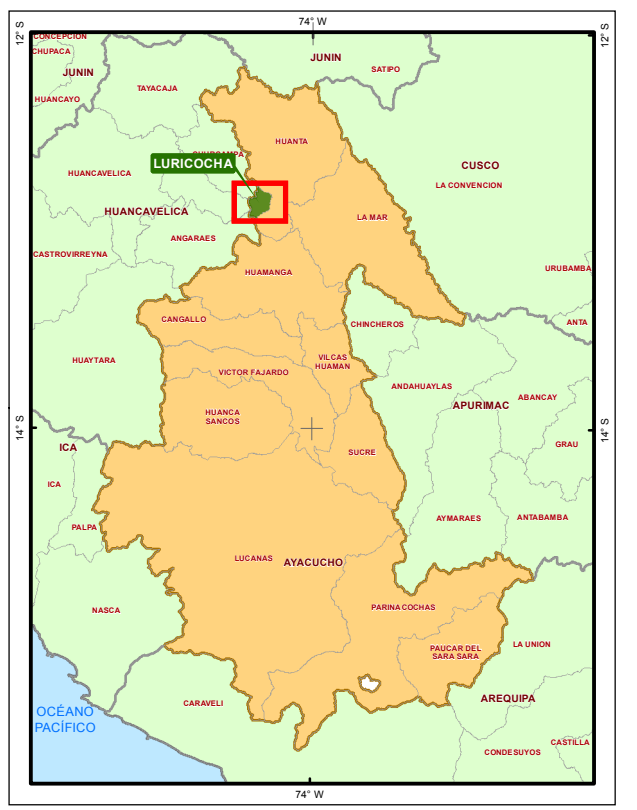 74° W
12° S
12° S
CONCEPCION
CHUPACA
JUNIN
JUNIN
SATIPO
TAYACAJA
HUANCAYO
HUANTA
CHURCAMPA
LURICOCHA
CUSCO
HUANCAVELICA
LA CONVENCION
HUANCAVELICA
LA MAR
ANGARAES
CASTROVIRREYNA
URUBAMBA
HUAMANGA
CANGALLO
CHINCHEROS
ANTA
HUAYTARA
VILCAS
HUAMAN
VICTOR FAJARDO
ANDAHUAYLAS
ABANCAY
APURIMAC
HUANCA
SANCOS
14° S
14° S
GRAU
ICA
SUCRE
ICA
PALPA
AYMARAES
ANTABAMBA
LUCANAS
AYACUCHO
NASCA
PARINACOCHAS
PAUCAR DEL
SARA SARA
LA UNION
CARAVELI
AREQUIPA
OCÉANO
PACÍFICO
CASTILLA
CONDESUYOS
74° W